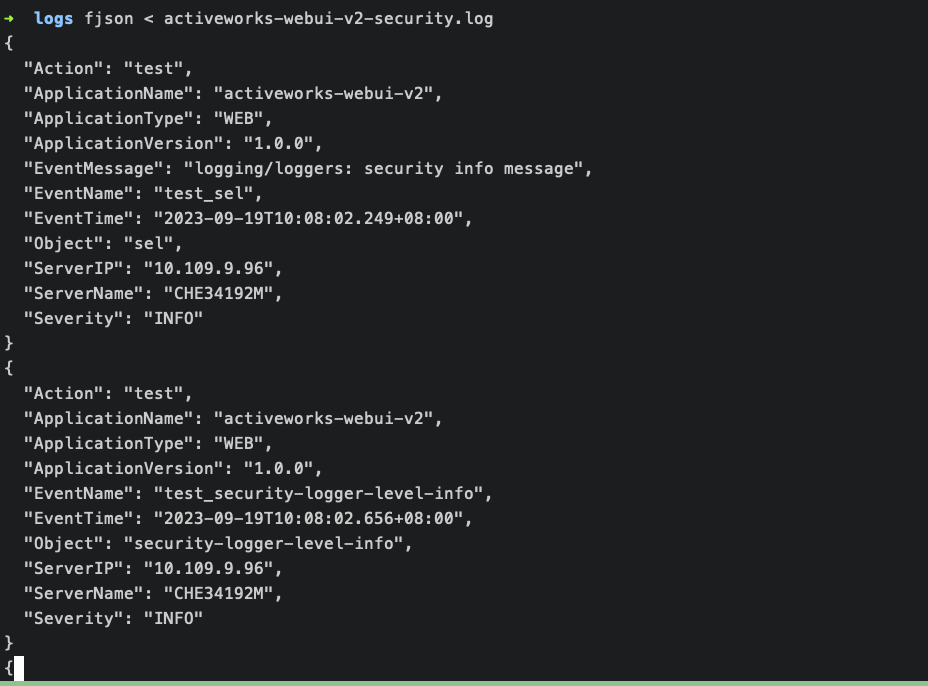 → logs fjson < activeworks-webui-v2-security.log
{
  "Action": "test",
  "ApplicationName": "activeworks-webui-v2",
  "ApplicationType": "WEB",
  "ApplicationVersion": "1.0.0",
  "EventMessage": "logging/loggers: security info message",
  "EventName": "test_sel",
  "EventTime": "2023-09-19T10:08:02.249+08:00",
  "Object": "sel",
  "ServerIP": "10.109.9.96",
  "ServerName": "CHE34192M",
  "Severity": "INFO"
}
{
  "Action": "test",
  "ApplicationName": "activeworks-webui-v2",
  "ApplicationType": "WEB",
  "ApplicationVersion": "1.0.0",
  "EventName": "test_security-logger-level-info",
  "EventTime": "2023-09-19T10:08:02.656+08:00",
  "Object": "security-logger-level-info",
  "ServerIP": "10.109.9.96",
  "ServerName": "CHE34192M",
  "Severity": "INFO"
}
{